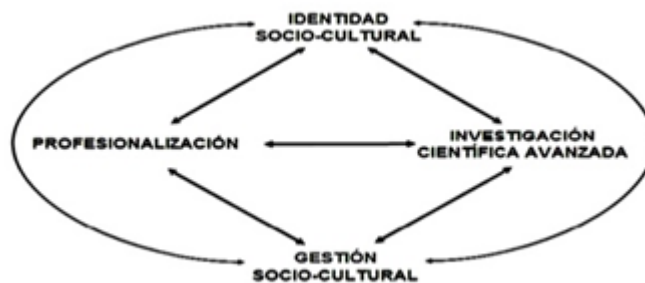 IDENTIDAD
SOCIO-CULTURAL
PROFESIONALIZACIÓN
INVESTIGACIÓN
CIENTÍFICA AVANZADA
GESTIÓN
SOCIO-CULTURAL